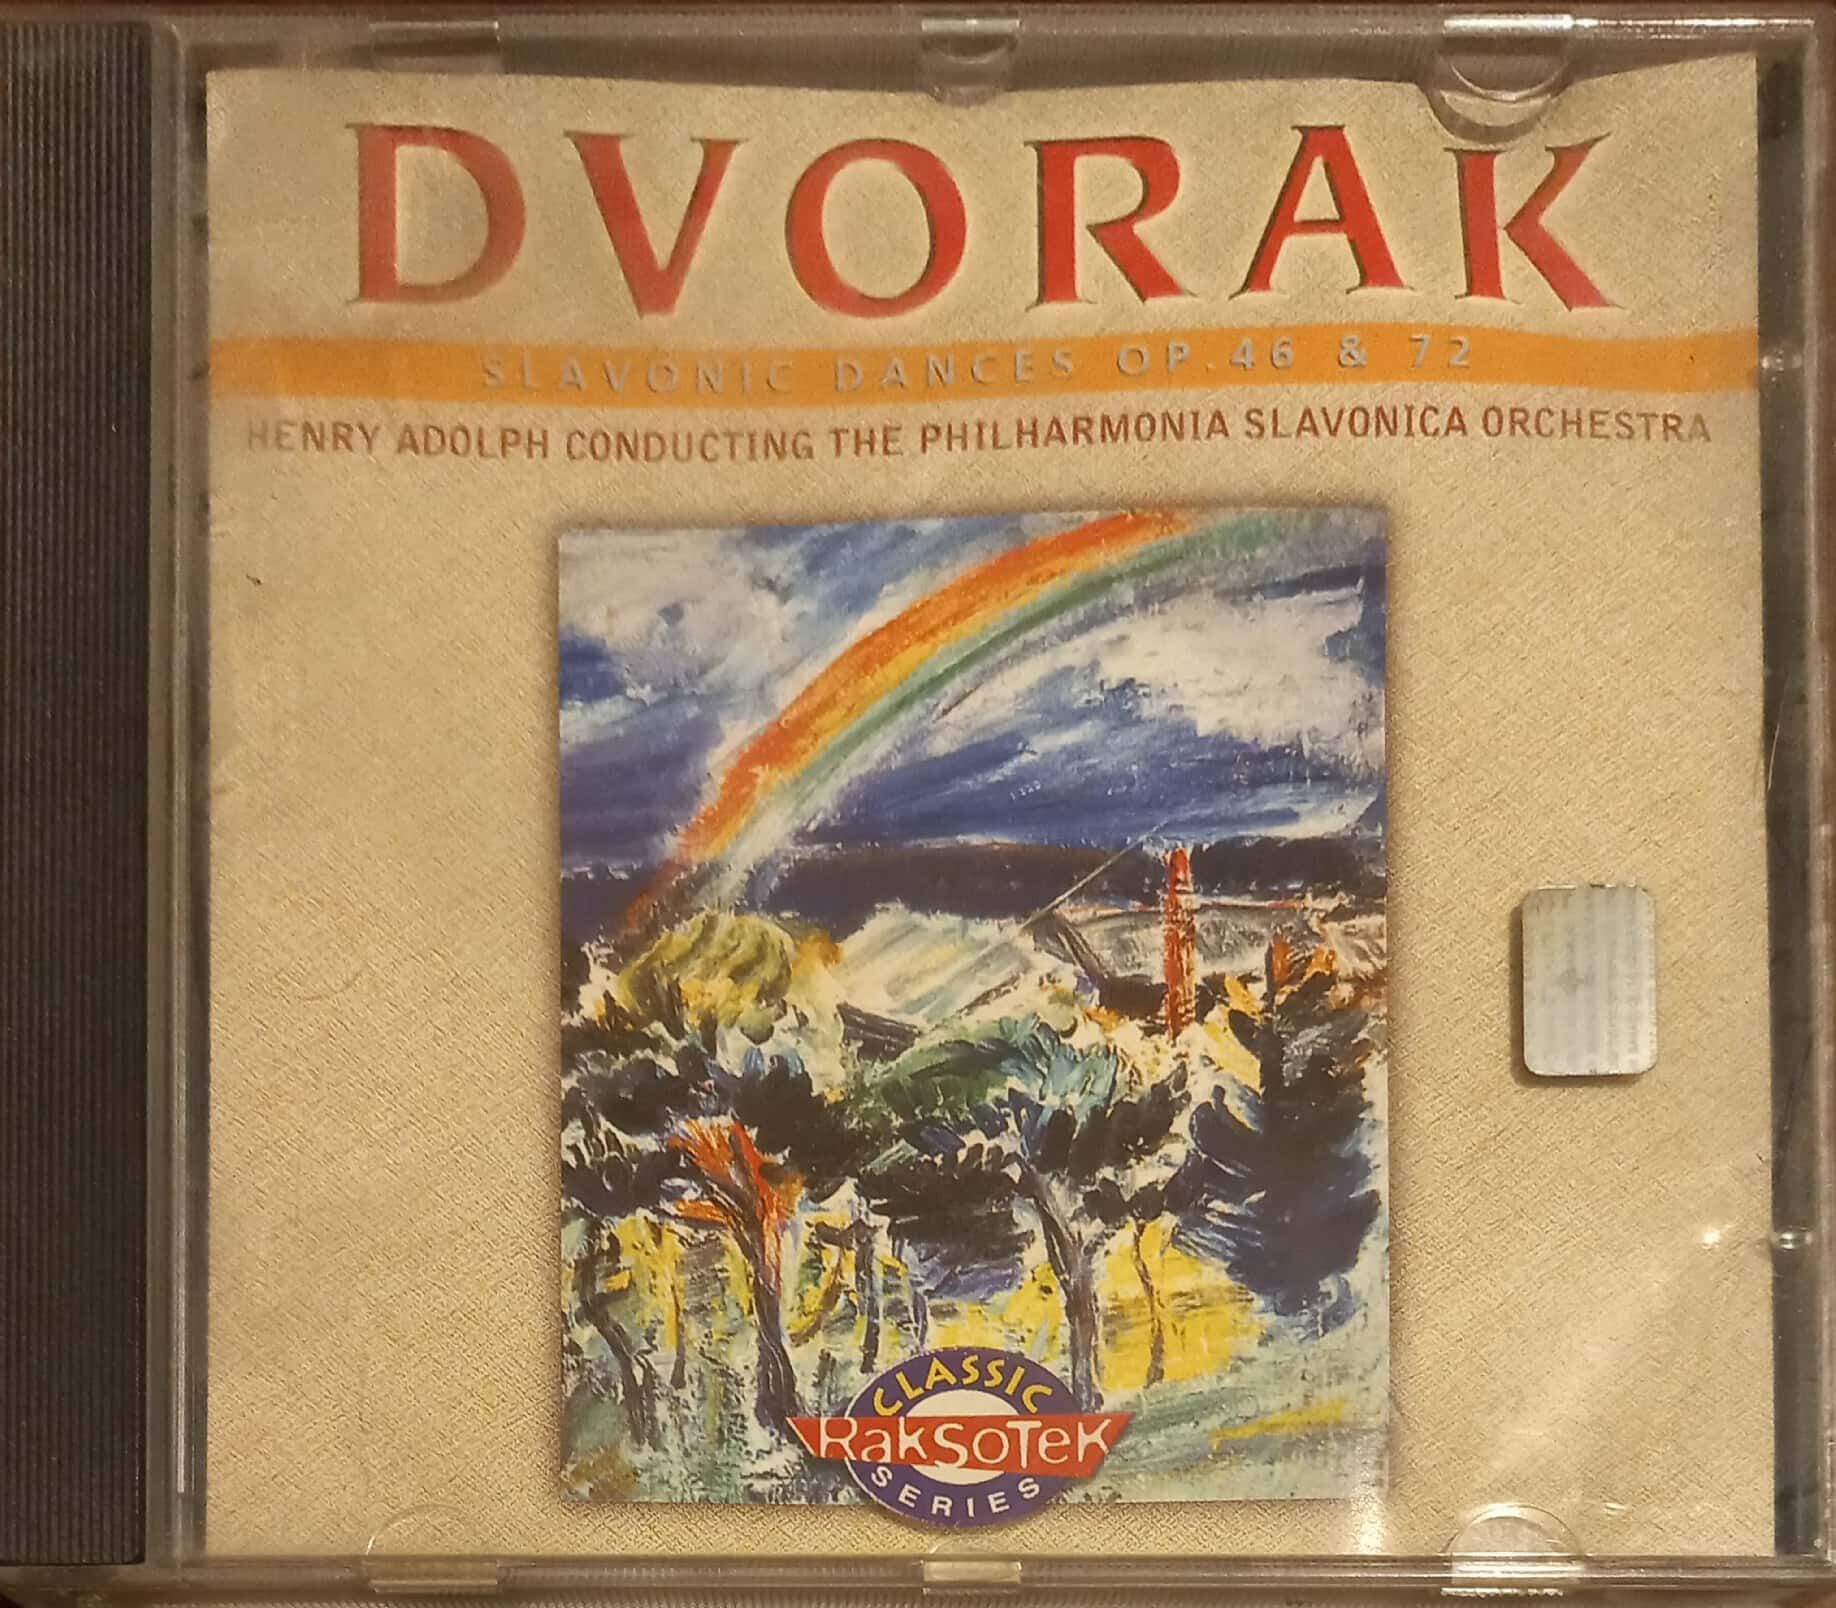 DVORAK
SLAVONIC DANCES OP.46 & 72
HENRY ADOLPH CONDUCTING THE PHILHARMONIA SLAVONICA ORCHESTRA
CLASSIC
RakSoTek
SERIES